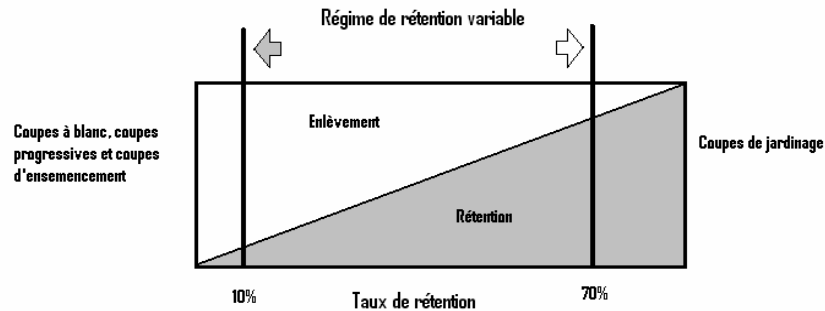 Régime de rétention variable
Coupes à blanc, coupes
progressives et coupes
d'ensemencement
Enlèvement
Coupes de jardinage
Rétention
10%
Taux de rétention
70%